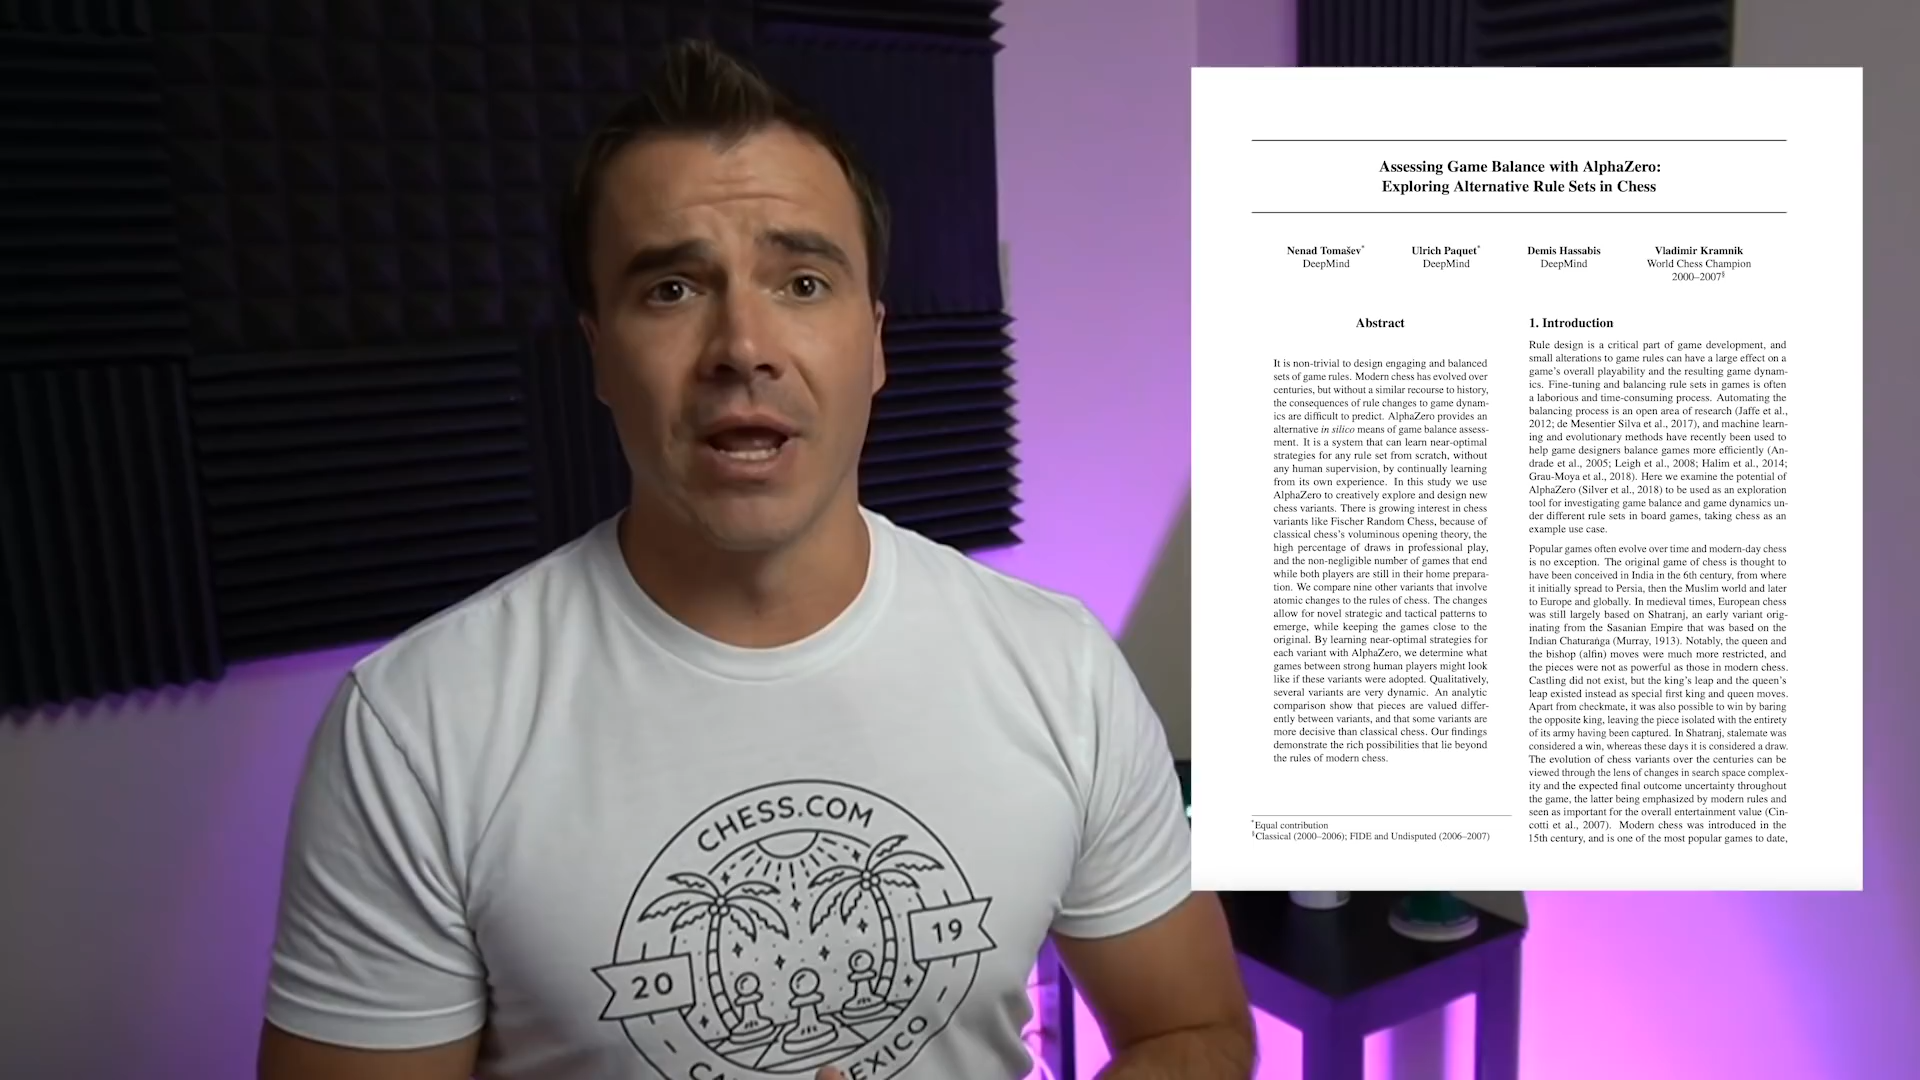 CHESS.COM
20
19
Assessing Game Balance with AlphaZero:
Exploring Alternative Rule Sets in Chess
Nenad Tomašev*
DeepMind
Ulrich Paquet*
DeepMind
Demis Hassabis
DeepMind
Vladimir Kramnik
World Chess Champion
2000–2007§
Abstract
It is non-trivial to design engaging and balanced
sets of game rules. Modern chess has evolved over
centuries, but without a similar recourse to history,
the consequences of rule changes to game dynam-
ics are difficult to predict. AlphaZero provides an
alternative in silico means of game balance assess-
ment. It is a system that can learn near-optimal
strategies for any rule set from scratch, without
any human supervision, by continually learning
from its own experience. In this study we use
AlphaZero to creatively explore and design new
chess variants. There is growing interest in chess
variants like Fischer Random Chess, because of
classical chess's voluminous opening theory, the
high percentage of draws in professional play,
and the non-negligible number of games that end
while both players are still in their home prepara-
tion. We compare nine other variants that involve
atomic changes to the rules of chess. The changes
allow for novel strategic and tactical patterns to
emerge, while keeping the games close to the
original. By learning near-optimal strategies for
each variant with AlphaZero, we determine what
games between strong human players might look
like if these variants were adopted. Qualitatively,
several variants are very dynamic. An analytic
comparison show that pieces are valued differ-
ently between variants, and that some variants are
more decisive than classical chess. Our findings
demonstrate the rich possibilities that lie beyond
the rules of modern chess.
*Equal contribution
§Classical (2000–2006); FIDE and Undisputed (2006–2007)
1. Introduction
Rule design is a critical part of game development, and
small alterations to game rules can have a large effect on a
game's overall playability and the resulting game dynam-
ics. Fine-tuning and balancing rule sets in games is often
a laborious and time-consuming process. Automating the
balancing process is an open area of research (Jaffe et al.,
2012; de Mesentier Silva et al., 2017), and machine learn-
ing and evolutionary methods have recently been used to
help game designers balance games more efficiently (An-
drade et al., 2005; Leigh et al., 2008; Halim et al., 2014;
Grau-Moya et al., 2018). Here we examine the potential of
AlphaZero (Silver et al., 2018) to be used as an exploration
tool for investigating game balance and game dynamics un-
der different rule sets in board games, taking chess as an
example use case.
Popular games often evolve over time and modern-day chess
is no exception. The original game of chess is thought to
have been conceived in India in the 6th century, from where
it initially spread to Persia, then the Muslim world and later
to Europe and globally. In medieval times, European chess
was still largely based on Shatranj, an early variant orig-
inating from the Sasanian Empire that was based on the
Indian Chaturaṅga (Murray, 1913). Notably, the queen and
the bishop (alfin) moves were much more restricted, and
the pieces were not as powerful as those in modern chess.
Castling did not exist, but the king's leap and the queen's
leap existed instead as special first king and queen moves.
Apart from checkmate, it was also possible to win by baring
the opposite king, leaving the piece isolated with the entirety
of its army having been captured. In Shatranj, stalemate was
considered a win, whereas these days it is considered a draw.
The evolution of chess variants over the centuries can be
viewed through the lens of changes in search space complex-
ity and the expected final outcome uncertainty throughout
the game, the latter being emphasized by modern rules and
seen as important for the overall entertainment value (Cin-
cotti et al., 2007). Modern chess was introduced in the
15th century, and is one of the most popular games to date,